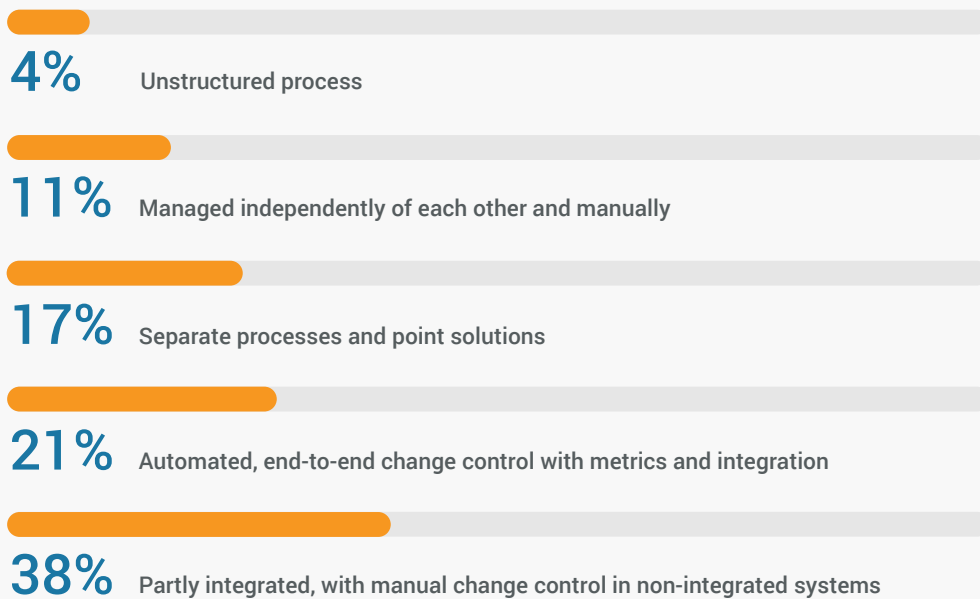 4% Unstructured process
11% Managed independently of each other and manually
17% Separate processes and point solutions
21% Automated, end-to-end change control with metrics and integration
38% Partly integrated, with manual change control in non-integrated systems